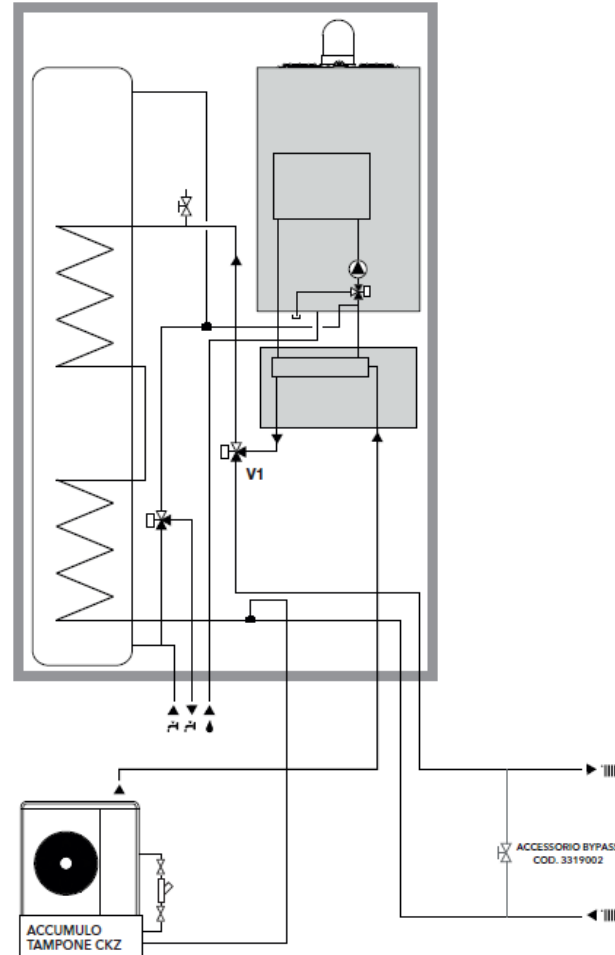 V1
ACCESSORIO BYPASS
COD. 3319002
ACCUMULO
TAMPONE CKZ